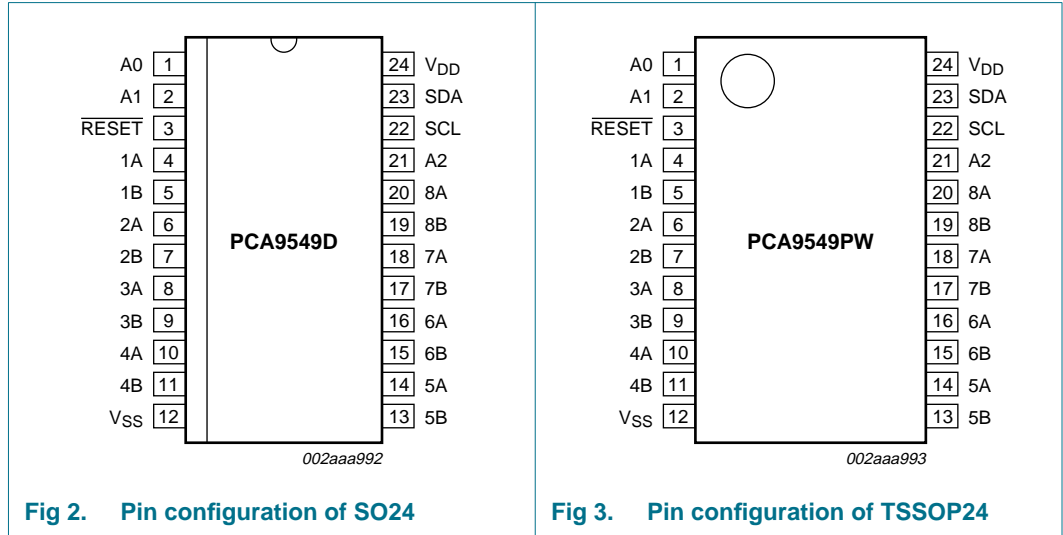 A0 1 24 VDD
A1 2 23 SDA
RESET 3 22 SCL
1A 4 21 A2
1B 5 20 8A
2A 6 19 8B
PCA9549D
2B 7 18 7A
3A 8 17 7B
3B 9 16 6A
4A 10 15 6B
4B 11 14 5A
VSS 12 13 5B
002aaa992
Fig 2. Pin configuration of SO24
A0 1 24 VDD
A1 2 23 SDA
RESET 3 22 SCL
1A 4 21 A2
1B 5 20 8A
2A 6 19 8B
PCA9549PW
2B 7 18 7A
3A 8 17 7B
3B 9 16 6A
4A 10 15 6B
4B 11 14 5A
VSS 12 13 5B
002aaa993
Fig 3. Pin configuration of TSSOP24